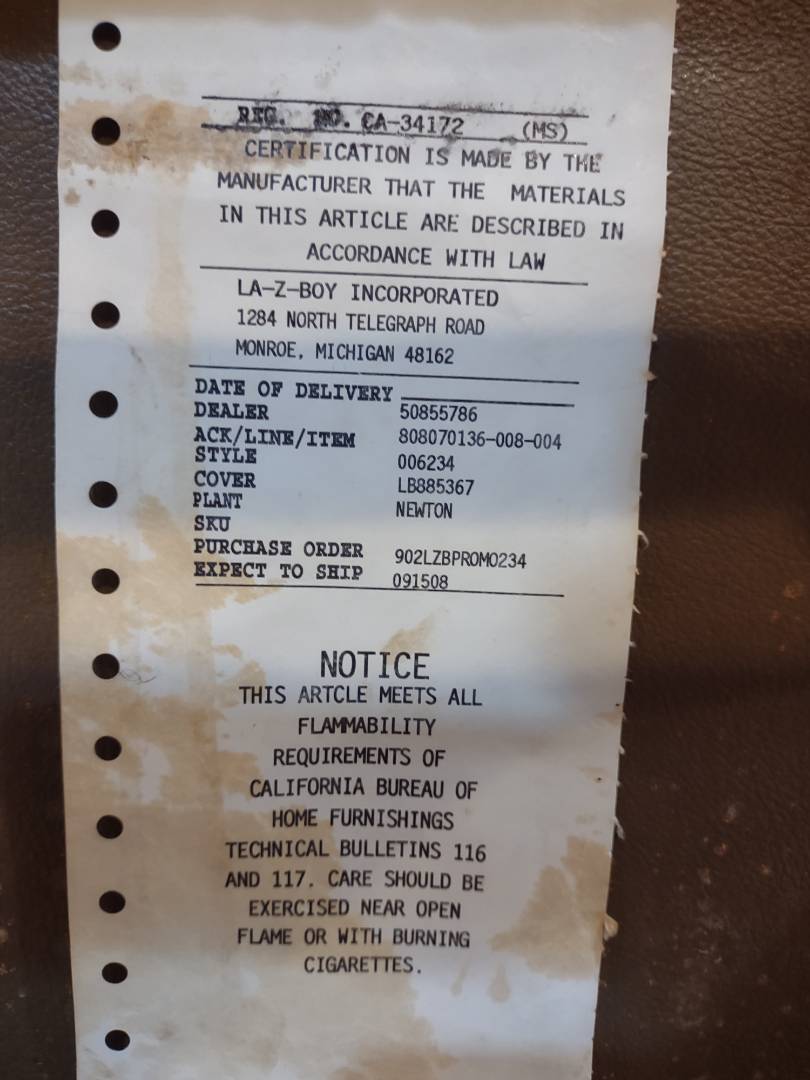 REG. NO. CA-34172 (MS)
CERTIFICATION IS MADE BY THE
MANUFACTURER THAT THE MATERIALS
IN THIS ARTICLE ARE DESCRIBED IN
ACCORDANCE WITH LAW
LA-Z-BOY INCORPORATED
1284 NORTH TELEGRAPH ROAD
MONROE, MICHIGAN 48162
DATE OF DELIVERY
DEALER 50855786
ACK/LINE/ITEM 808070136-008-004
STYLE 006234
COVER LB885367
PLANT NEWTON
SKU
PURCHASE ORDER 902LZBPROMO234
EXPECT TO SHIP 091508
NOTICE
THIS ARTCLE MEETS ALL
FLAMMABILITY
REQUIREMENTS OF
CALIFORNIA BUREAU OF
HOME FURNISHINGS
TECHNICAL BULLETINS 116
AND 117. CARE SHOULD BE
EXERCISED NEAR OPEN
FLAME OR WITH BURNING
CIGARETTES.